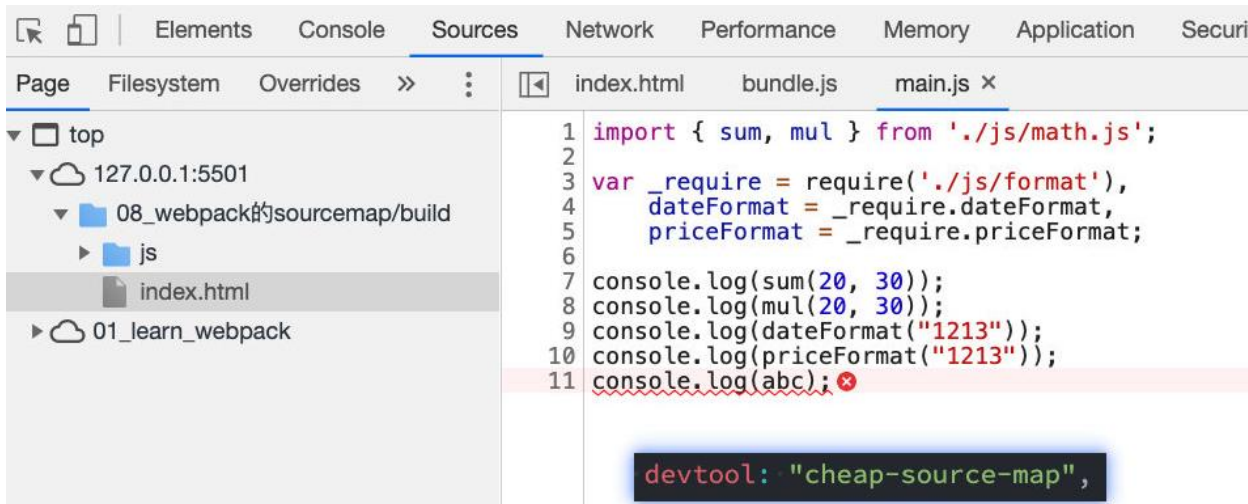 Elements Console Sources Network Performance Memory Application Securi
Page Filesystem Overrides » index.html bundle.js main.js ×
top
127.0.0.1:5501
08_webpack的sourcemap/build
js
index.html
01_learn_webpack
1 import { sum, mul } from './js/math.js';
2
3 var _require = require('./js/format'),
4     dateFormat = _require.dateFormat,
5     priceFormat = _require.priceFormat;
6
7 console.log(sum(20, 30));
8 console.log(mul(20, 30));
9 console.log(dateFormat("1213"));
10 console.log(priceFormat("1213"));
11 console.log(abc);
devtool: "cheap-source-map",